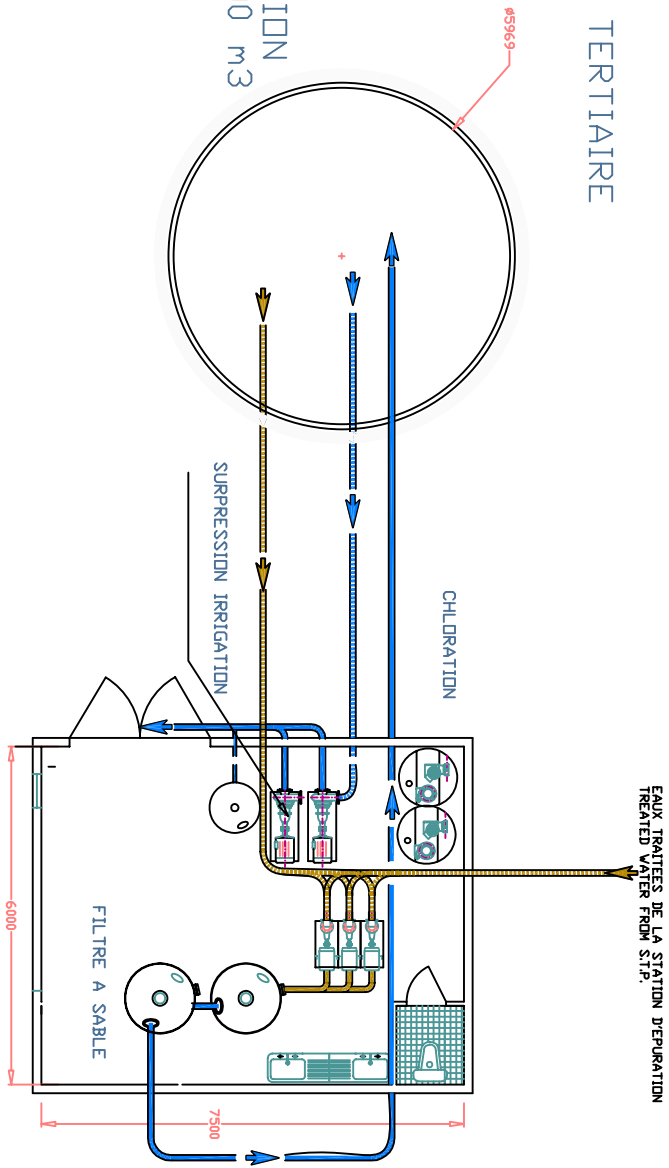 TERTIAIRE
ø5969
ION
00 m3
SURPRESSION IRRIGATION
CHLORATION
EAUX TRAITEES DE LA STATION D'EPURATION
TREATED WATER FROM S.T.P.
FILTRE A SABLE
6000
7500